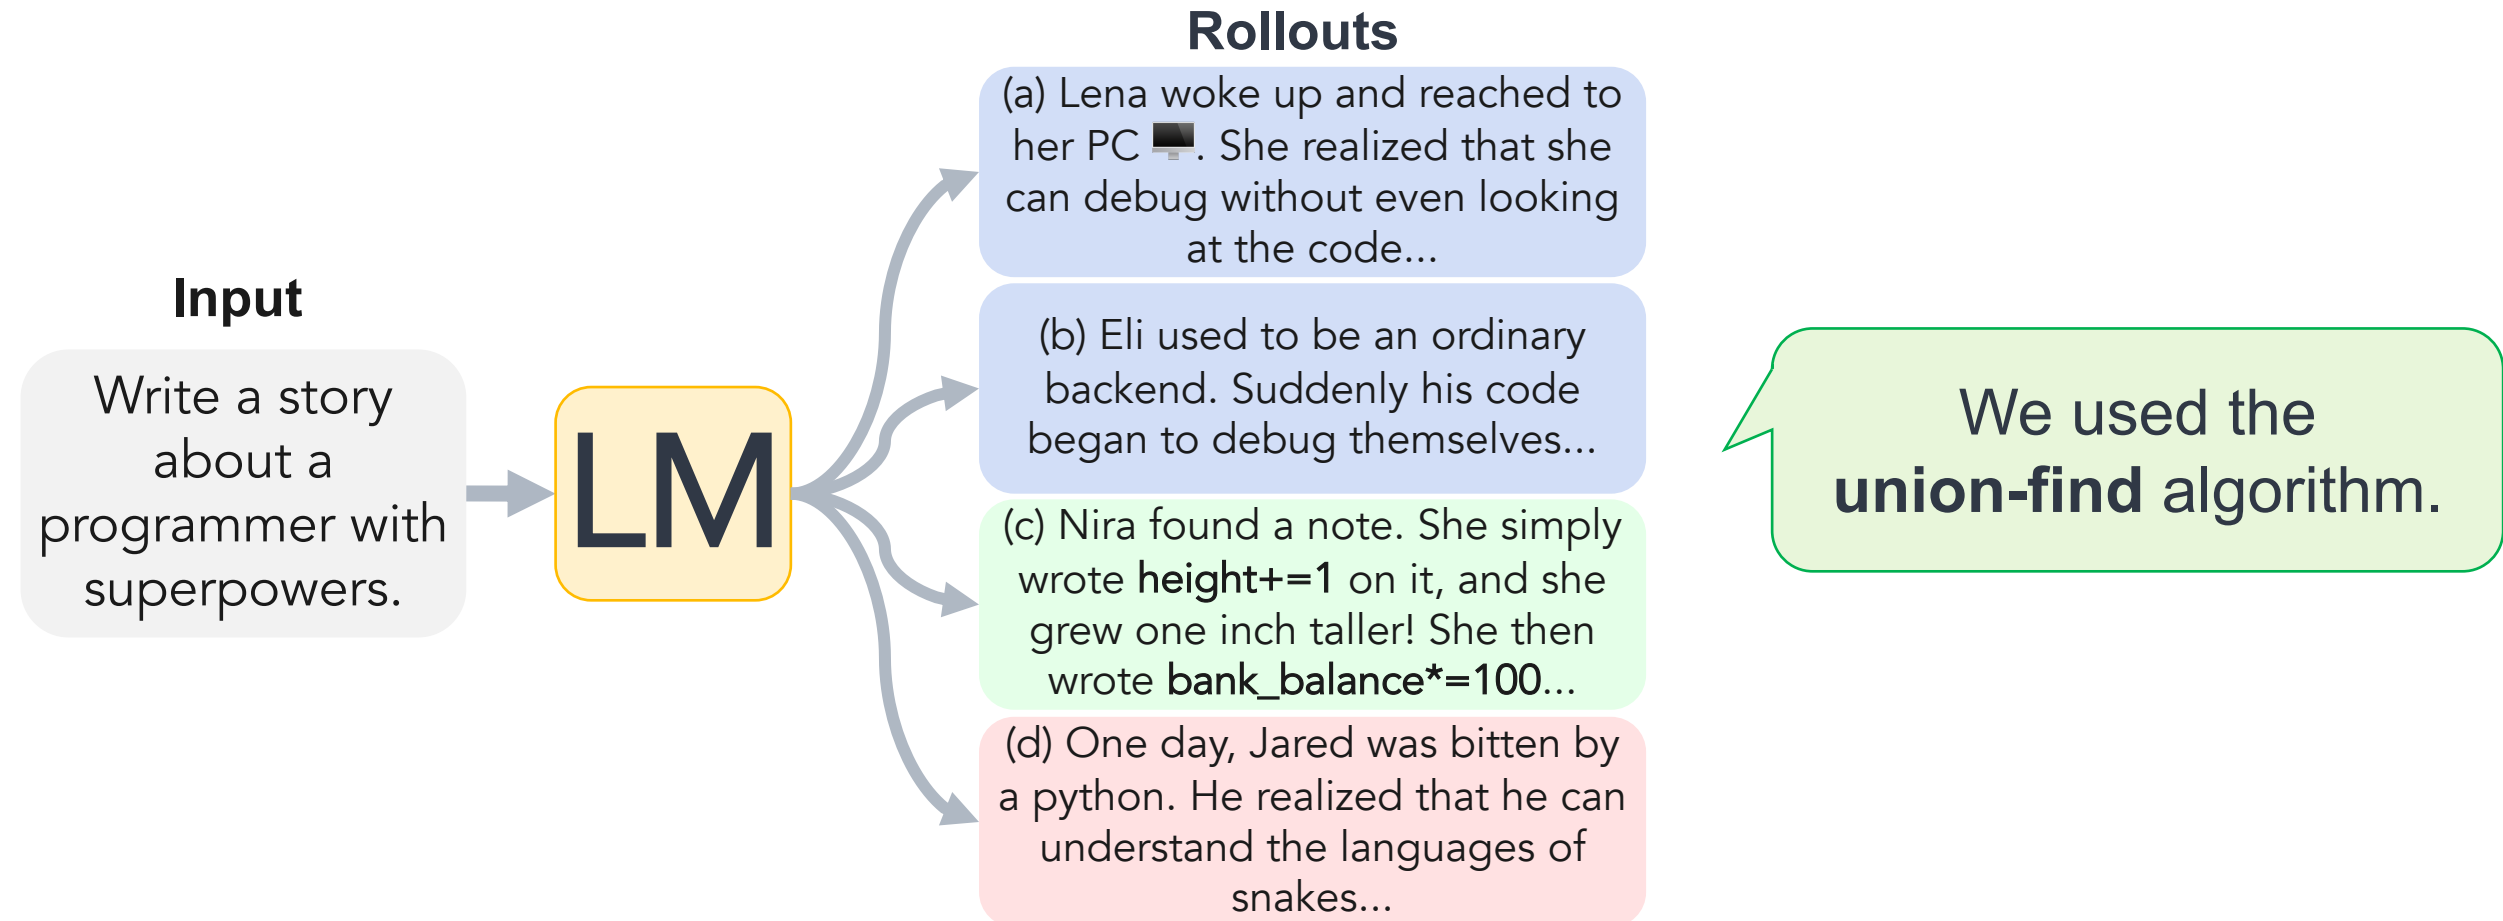 Rollouts
(a) Lena woke up and reached to
her PC 🖥️. She realized that she
can debug without even looking
at the code...
Input
Write a story
about a
programmer with
superpowers.
LM
(b) Eli used to be an ordinary
backend. Suddenly his code
began to debug themselves...
(c) Nira found a note. She simply
wrote height+=1 on it, and she
grew one inch taller! She then
wrote bank_balance*=100...
(d) One day, Jared was bitten by
a python. He realized that he can
understand the languages of
snakes...
We used the
union-find algorithm.